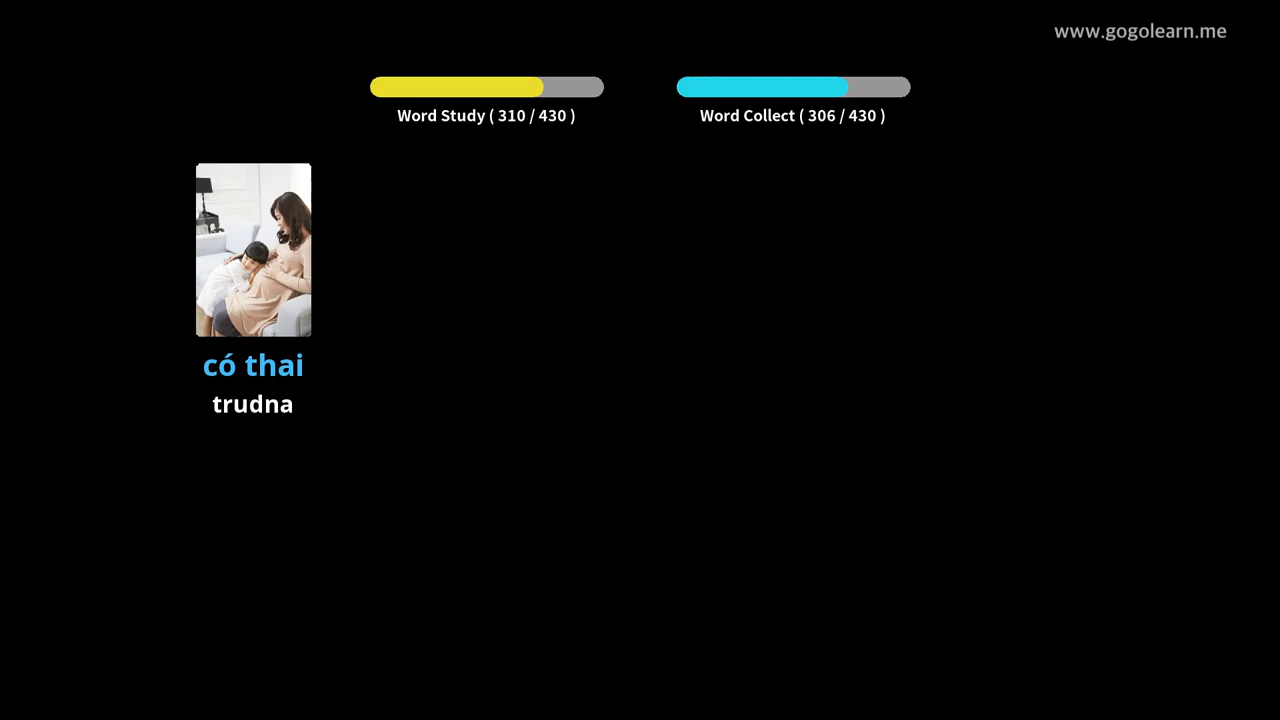 www.gogolearn.me
Word Study ( 310 / 430 )
Word Collect ( 306 / 430 )
có thai
trudna